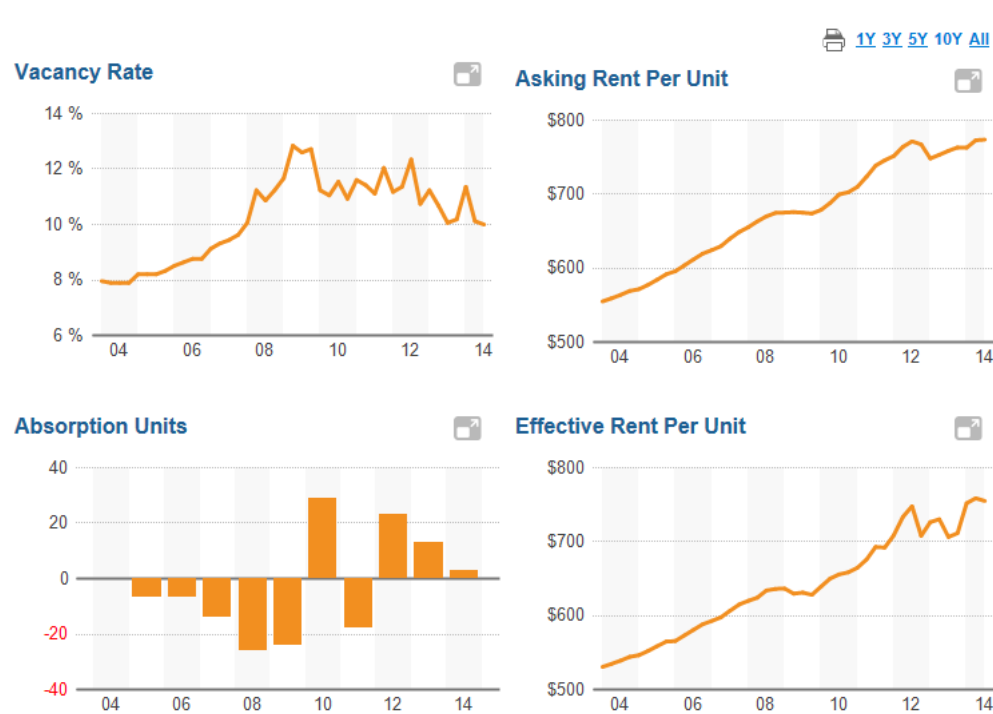 1Y 3Y 5Y 10Y All
Vacancy Rate
14 %
12 %
10 %
8 %
6 %
04 06 08 10 12 14
Asking Rent Per Unit
$800
$700
$600
$500
04 06 08 10 12 14
Absorption Units
40
20
0
-20
-40
04 06 08 10 12 14
Effective Rent Per Unit
$800
$700
$600
$500
04 06 08 10 12 14